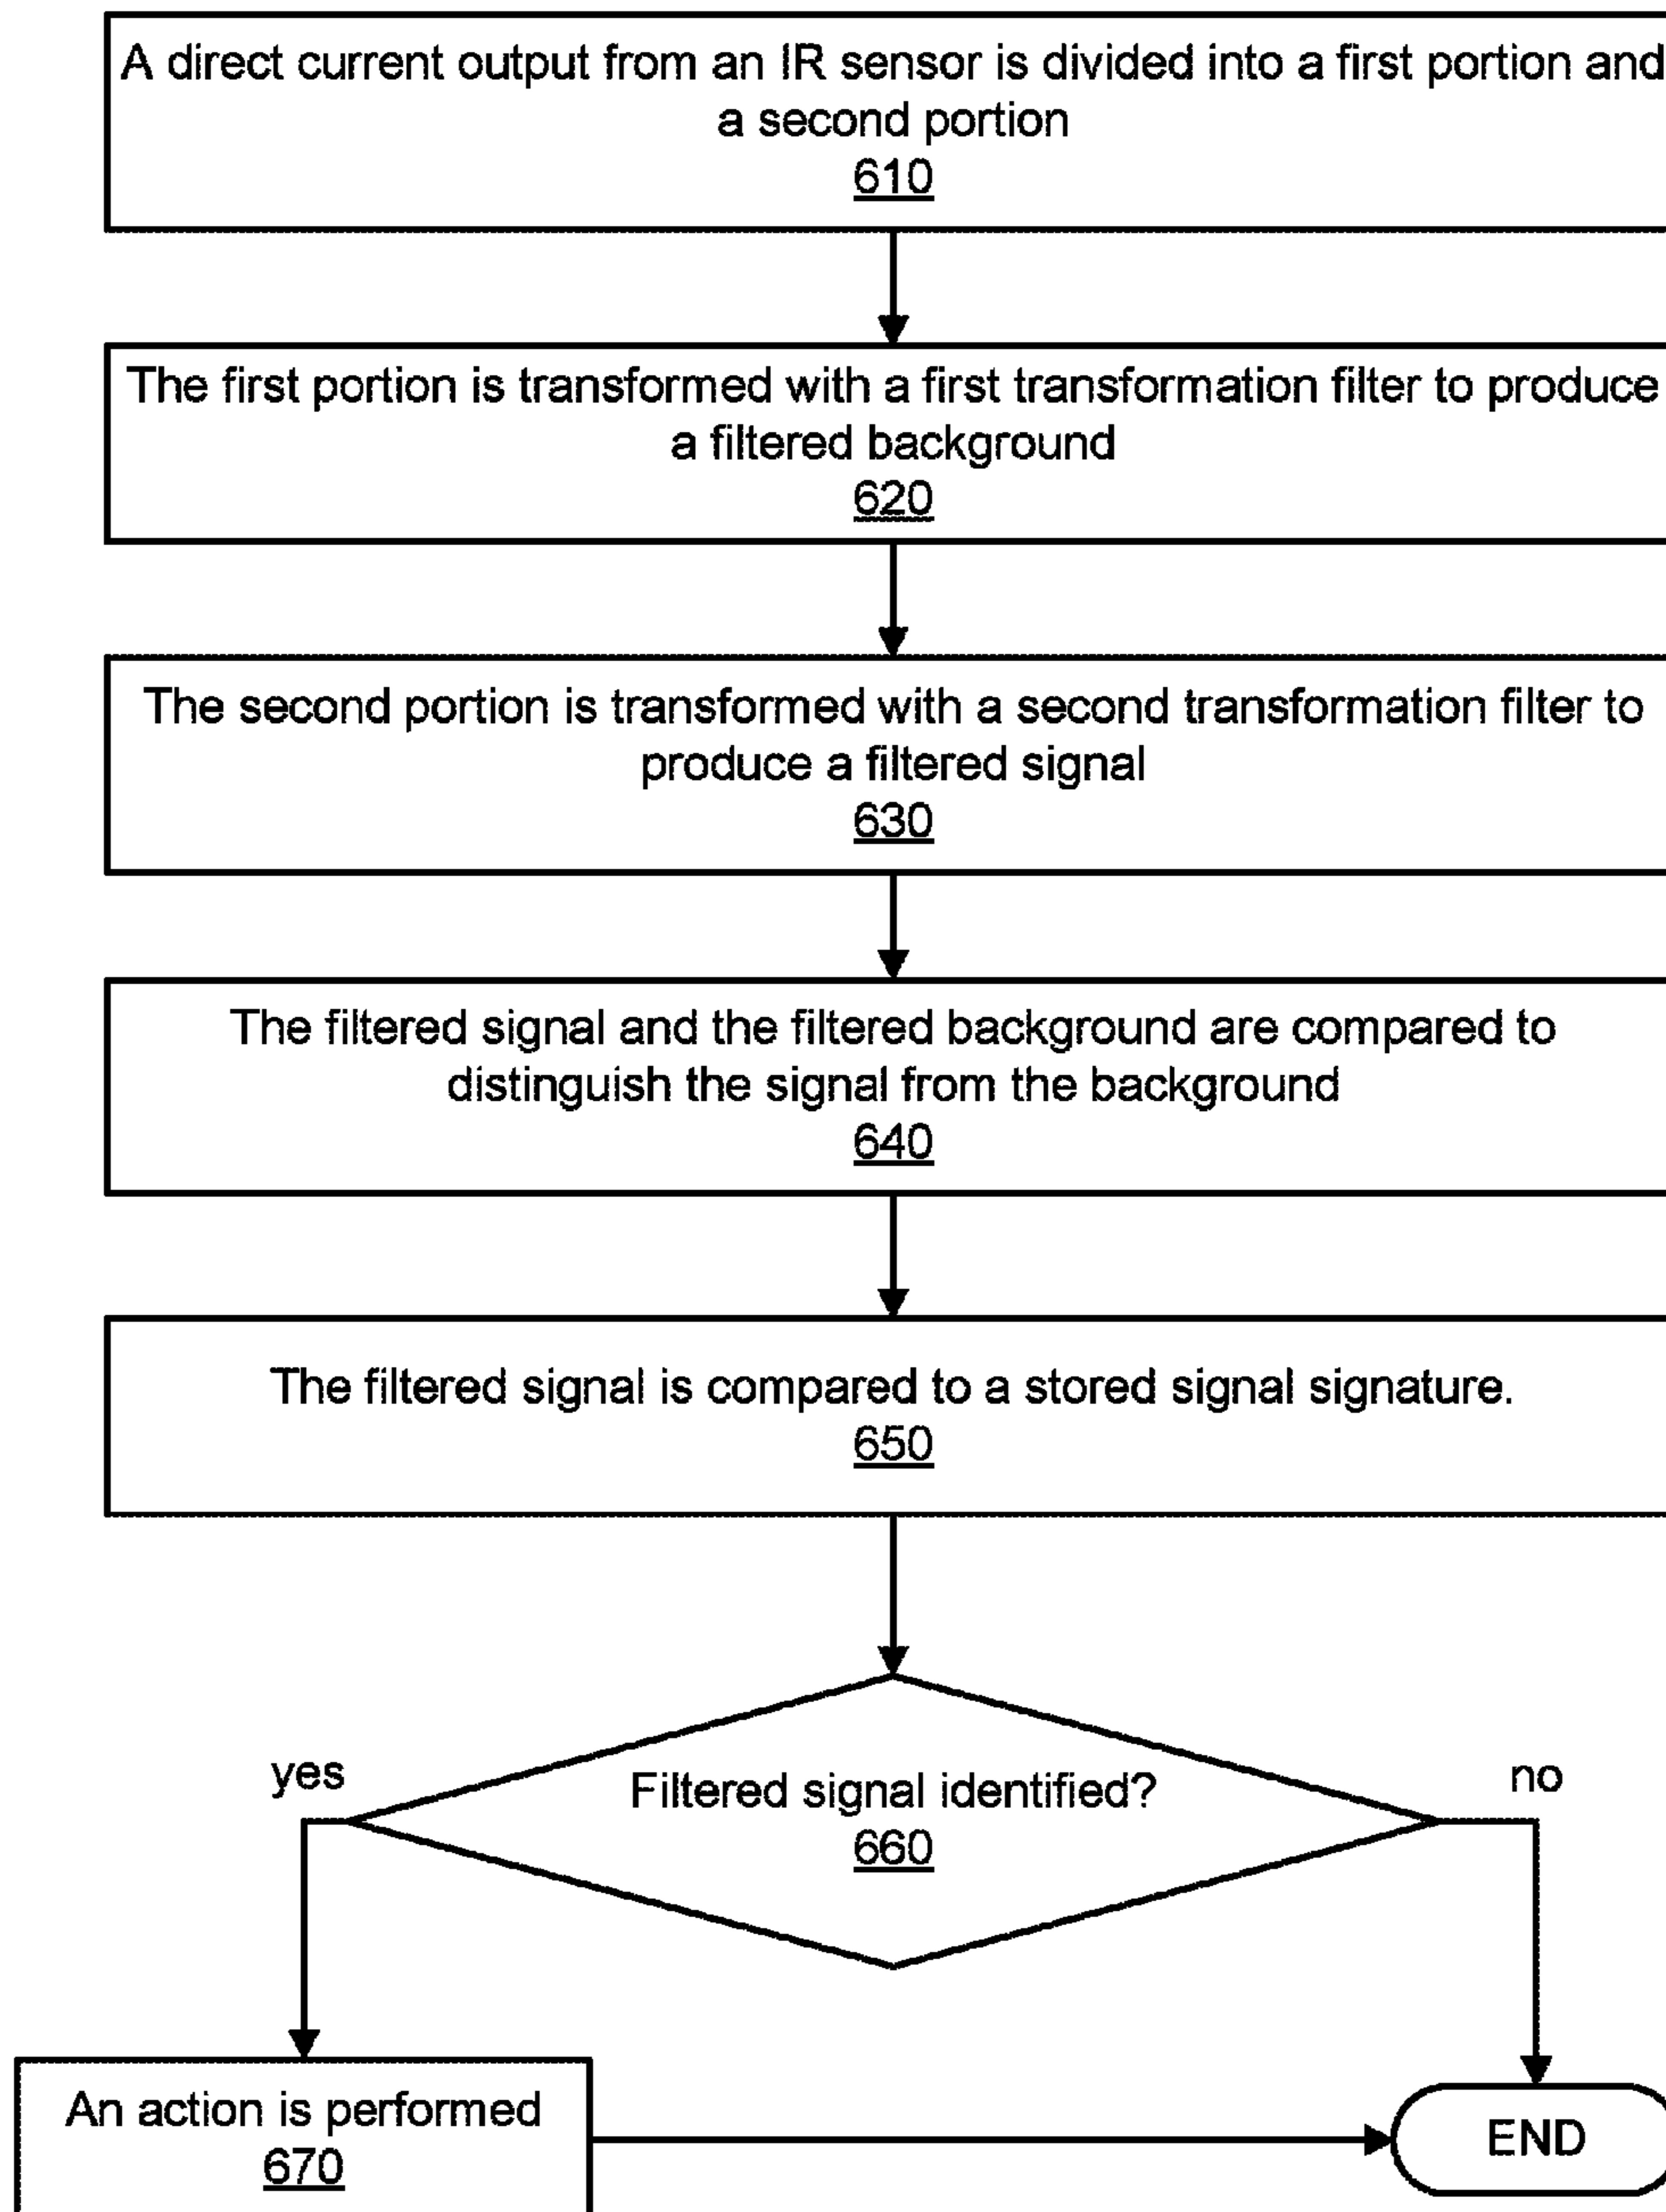 A direct current output from an IR sensor is divided into a first portion and
a second portion
610
The first portion is transformed with a first transformation filter to produce
a filtered background
620
The second portion is transformed with a second transformation filter to
produce a filtered signal
630
The filtered signal and the filtered background are compared to
distinguish the signal from the background
640
The filtered signal is compared to a stored signal signature.
650
yes
Filtered signal identified?
no
660
An action is performed
670
END